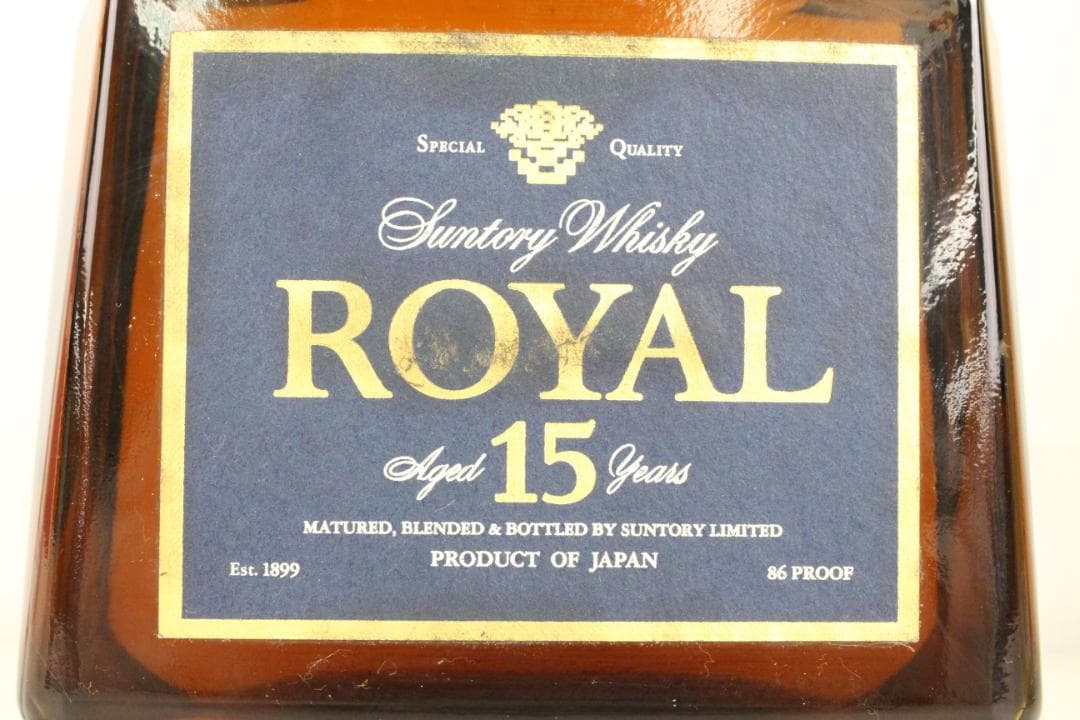 SPECIAL QUALITY
Suntory Whisky
ROYAL
Aged 15 Years
MATURED, BLENDED & BOTTLED BY SUNTORY LIMITED
PRODUCT OF JAPAN
Est. 1899
86 PROOF